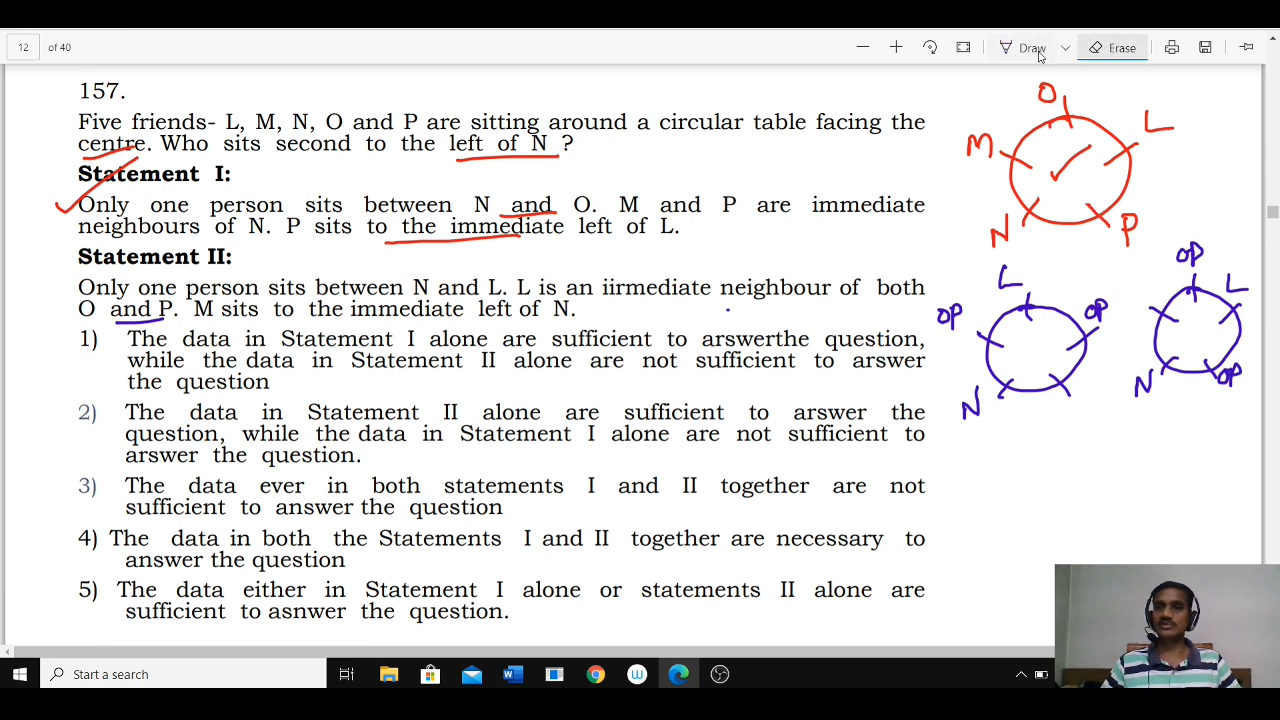 12 of 40
Draw
Erase
157.
Five friends- L, M, N, O and P are sitting around a circular table facing the
centre. Who sits second to the left of N ?
Statement I:
Only one person sits between N and O. M and P are immediate
neighbours of N. P sits to the immediate left of L.
Statement II:
Only one person sits between N and L. L is an iirmediate neighbour of both
O and P. M sits to the immediate left of N.
1) The data in Statement I alone are sufficient to arswerthe question,
while the data in Statement II alone are not sufficient to arswer
the question
2) The data in Statement II alone are sufficient to arswer the
question, while the data in Statement I alone are not sufficient to
arswer the question.
3) The data ever in both statements I and II together are not
sufficient to answer the question
4) The data in both the Statements I and II together are necessary to
answer the question
5) The data either in Statement I alone or statements II alone are
sufficient to asnwer the question.
O
L
M
N
P
L
OP
OP
N
OP
L
N
OP
Type here to search